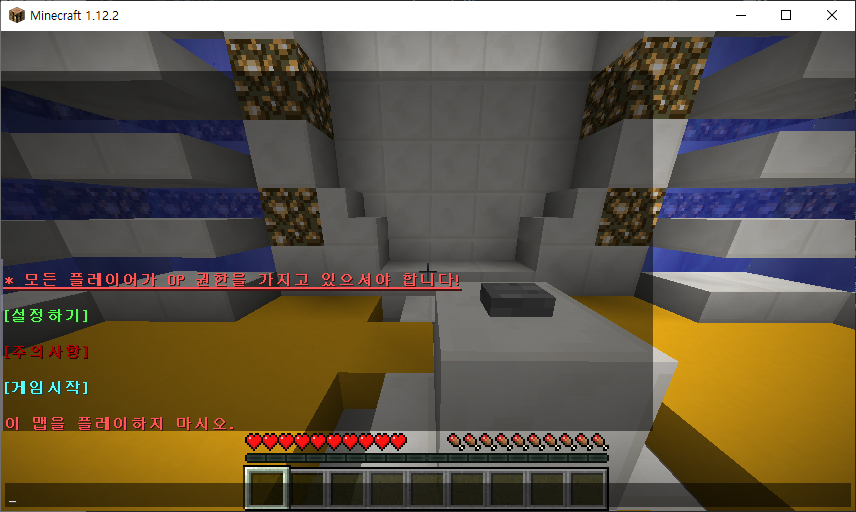 Minecraft 1.12.2
* 모든 플레이어가 OP 권한를 가지고 있으셔야 합니다!
[설정하기]
[주의사항]
[게임시작]
이 맵을 플레이하지 마시오.
_